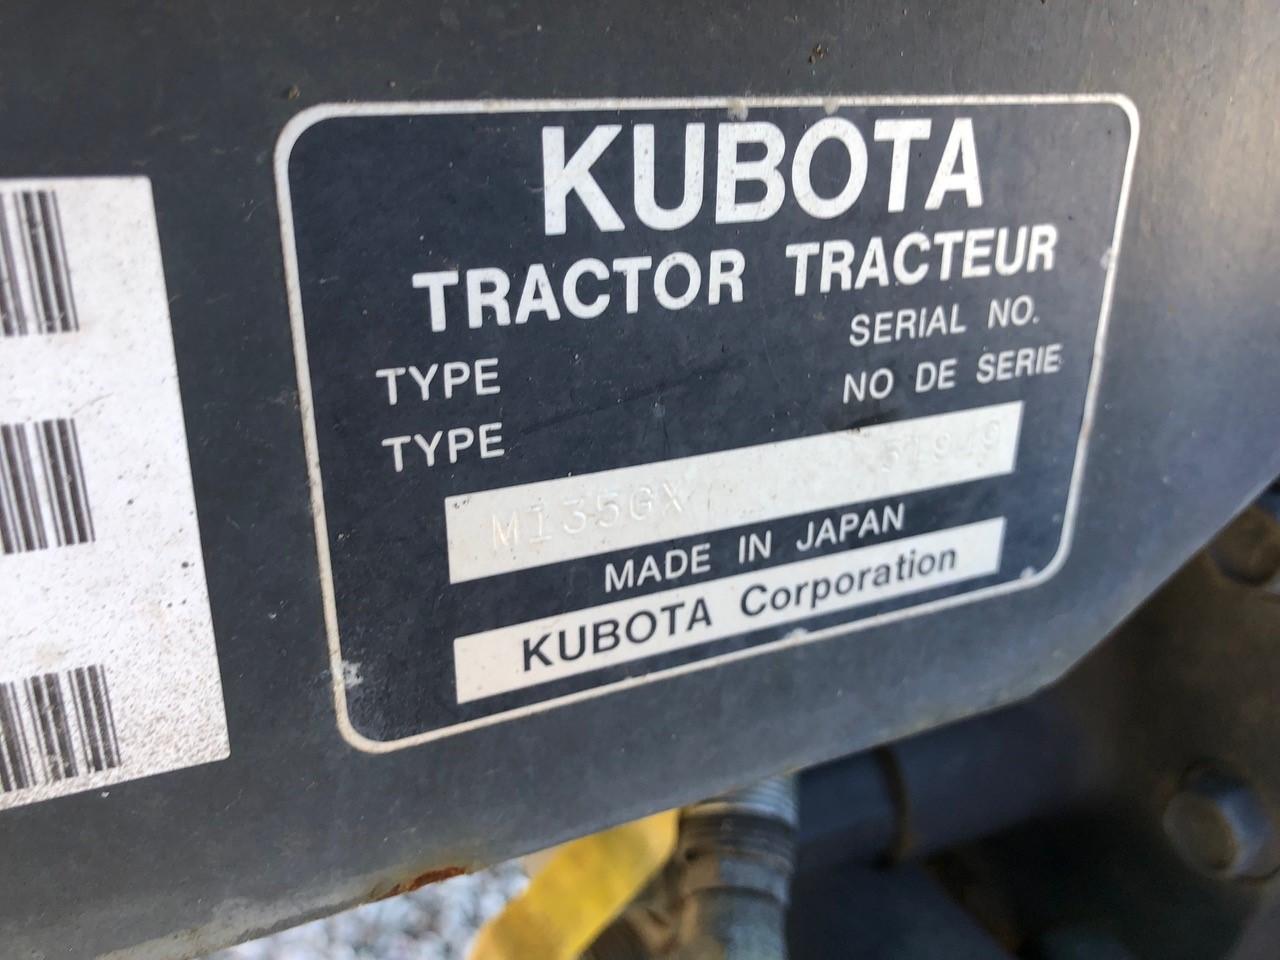 KUBOTA
TRACTOR TRACTEUR
TYPE SERIAL NO.
TYPE NO DE SERIE
M135GX
MADE IN JAPAN
KUBOTA Corporation